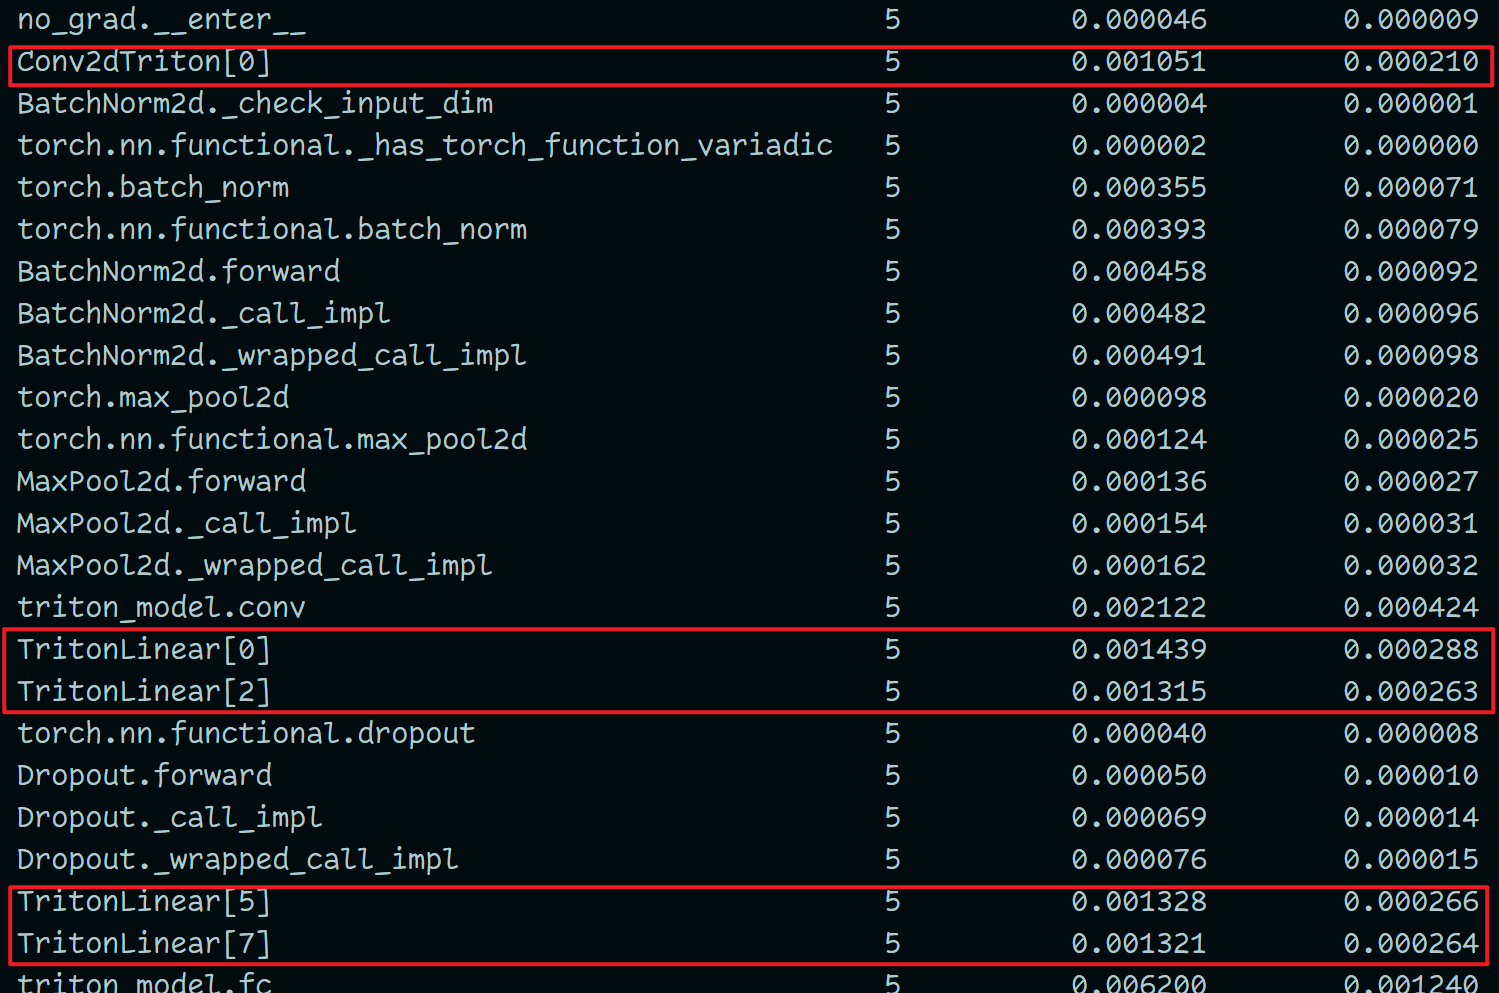 no_grad.__enter__ 5 0.000046 0.000009
Conv2dTriton[0] 5 0.001051 0.000210
BatchNorm2d._check_input_dim 5 0.000004 0.000001
torch.nn.functional._has_torch_function_variadic 5 0.000002 0.000000
torch.batch_norm 5 0.000355 0.000071
torch.nn.functional.batch_norm 5 0.000393 0.000079
BatchNorm2d.forward 5 0.000458 0.000092
BatchNorm2d._call_impl 5 0.000482 0.000096
BatchNorm2d._wrapped_call_impl 5 0.000491 0.000098
torch.max_pool2d 5 0.000098 0.000020
torch.nn.functional.max_pool2d 5 0.000124 0.000025
MaxPool2d.forward 5 0.000136 0.000027
MaxPool2d._call_impl 5 0.000154 0.000031
MaxPool2d._wrapped_call_impl 5 0.000162 0.000032
triton_model.conv 5 0.002122 0.000424
TritonLinear[0] 5 0.001439 0.000288
TritonLinear[2] 5 0.001315 0.000263
torch.nn.functional.dropout 5 0.000040 0.000008
Dropout.forward 5 0.000050 0.000010
Dropout._call_impl 5 0.000069 0.000014
Dropout._wrapped_call_impl 5 0.000076 0.000015
TritonLinear[5] 5 0.001328 0.000266
TritonLinear[7] 5 0.001321 0.000264
triton_model.fc 5 0.006200 0.001240